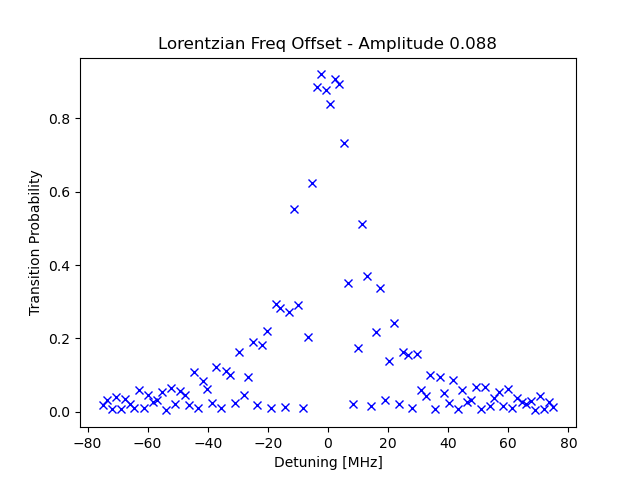 Lorentzian Freq Offset - Amplitude 0.088
Transition Probability
0.8
0.6
0.4
0.2
0.0
−80 −60 −40 −20 0 20 40 60 80
Detuning [MHz]